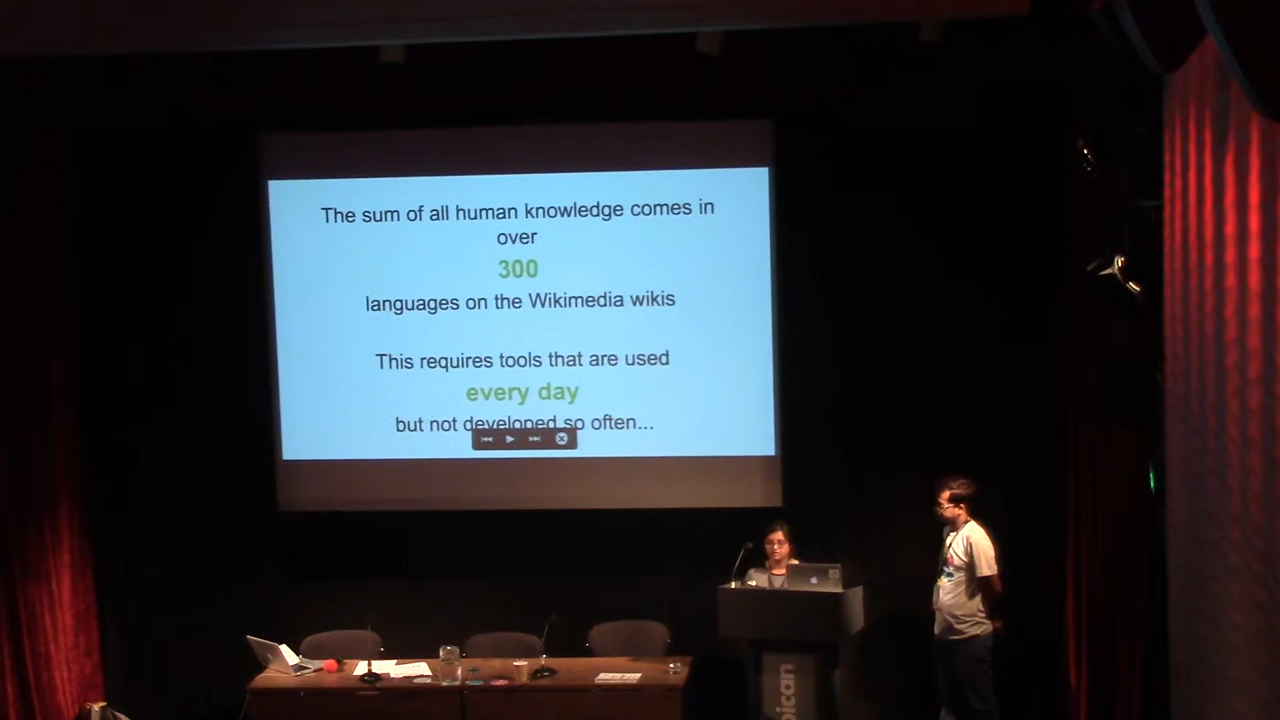 The sum of all human knowledge comes in
over
300
languages on the Wikimedia wikis
This requires tools that are used
every day
but not developed so often...
bican